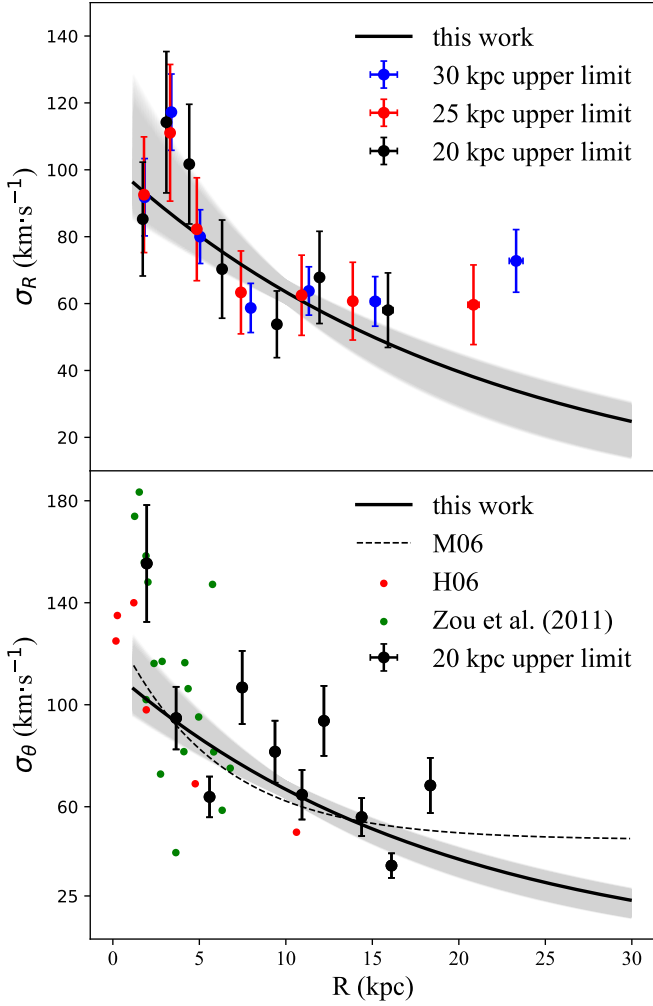 140
120
100
80
60
40
20
σ_R (km·s⁻¹)
this work
30 kpc upper limit
25 kpc upper limit
20 kpc upper limit
180
140
100
60
25
σ_θ (km·s⁻¹)
this work
M06
H06
Zou et al. (2011)
20 kpc upper limit
0 5 10 15 20 25 30
R (kpc)